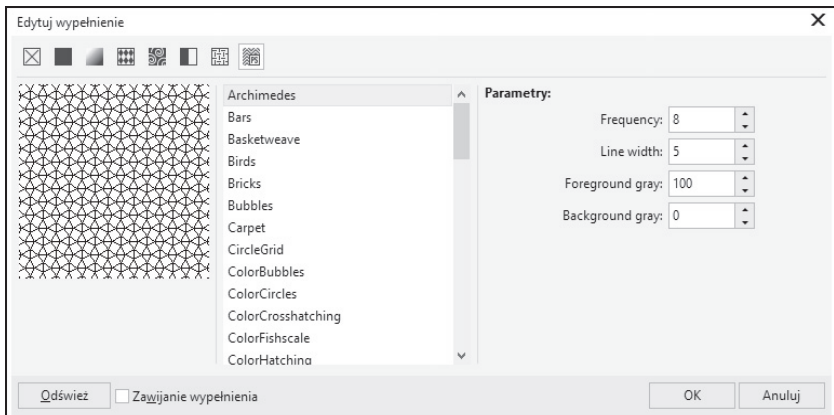 Edytuj wypełnienie
PS
Archimedes
Bars
Basketweave
Birds
Bricks
Bubbles
Carpet
CircleGrid
ColorBubbles
ColorCircles
ColorCrosshatching
ColorFishscale
ColorHatching
Parametry:
Frequency: 8
Line width: 5
Foreground gray: 100
Background gray: 0
Odśwież
Zawijanie wypełnienia
OK
Anuluj